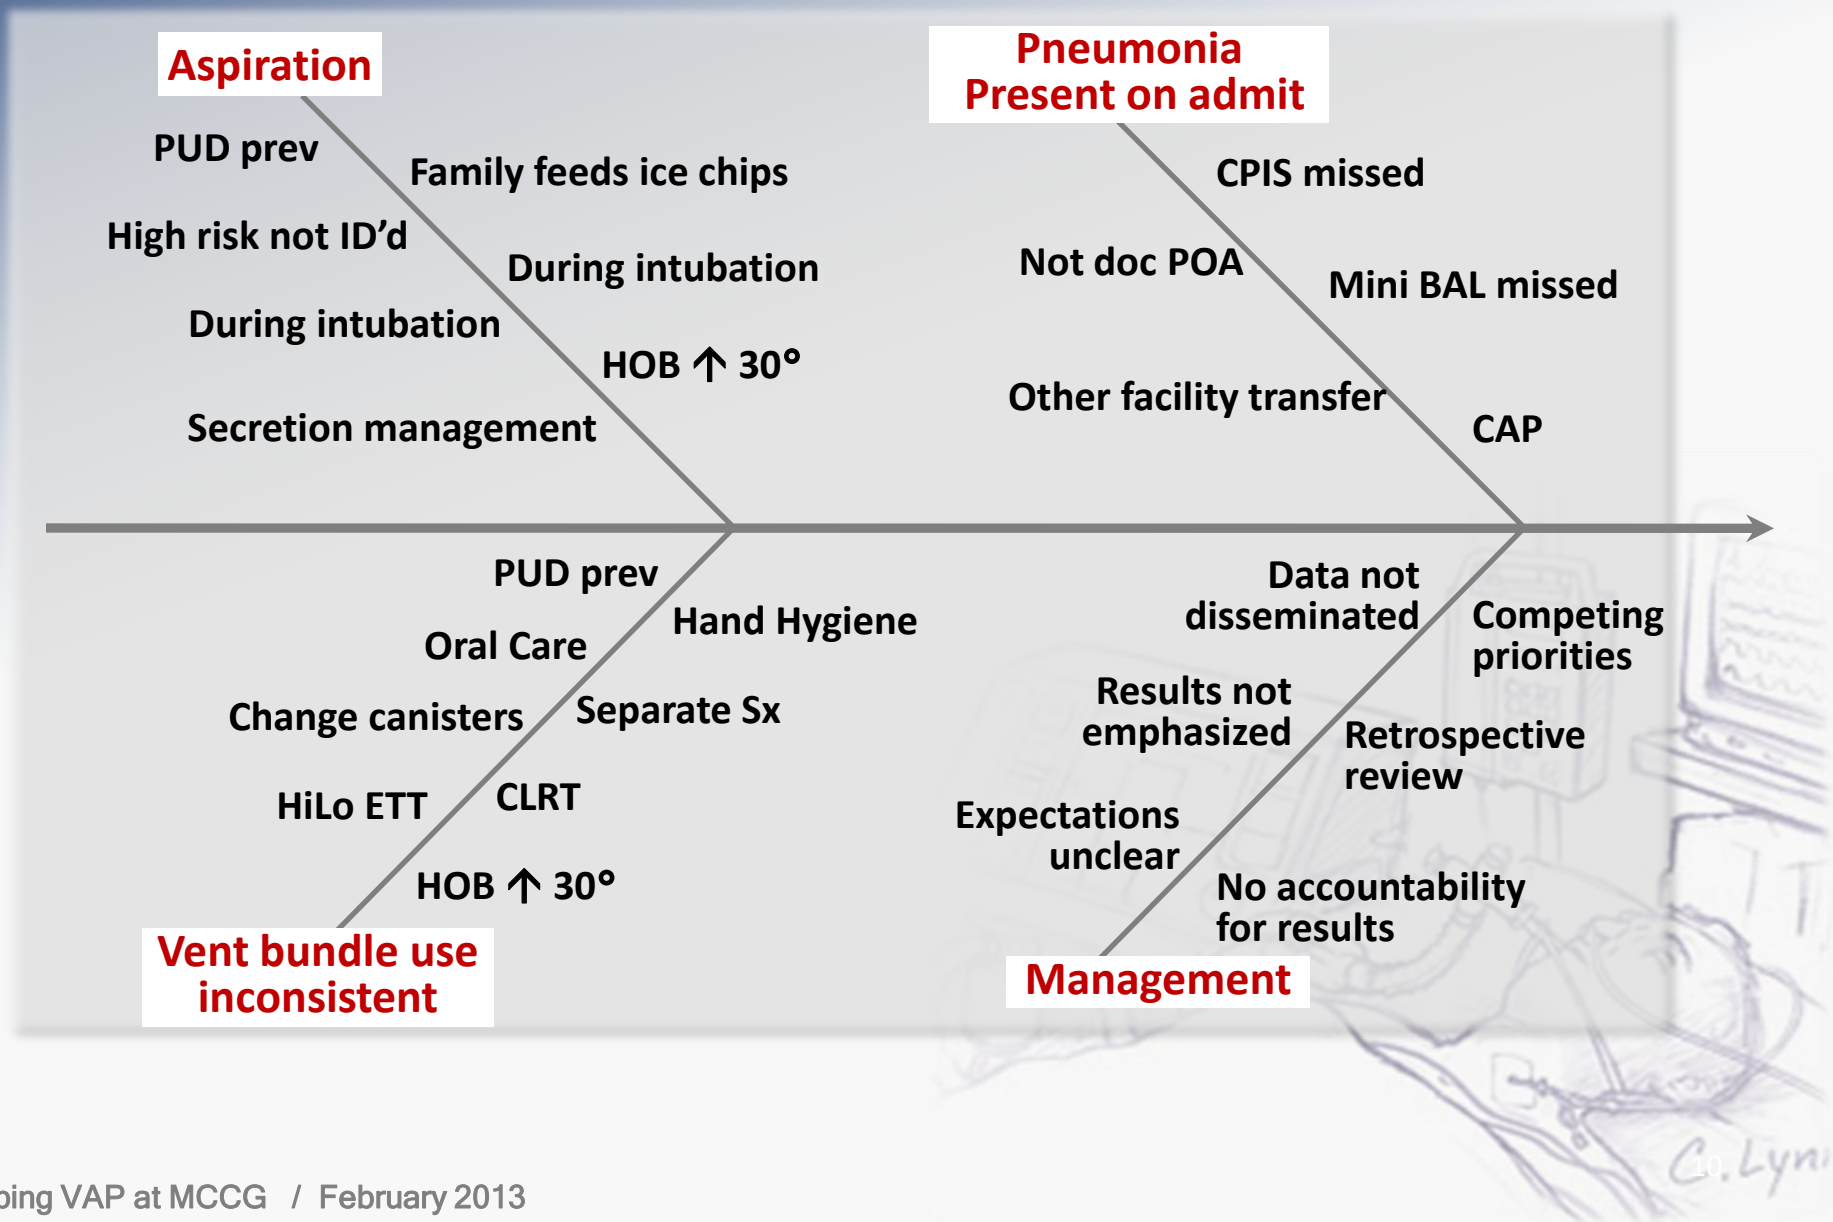 Aspiration
PUD prev
Family feeds ice chips
High risk not ID’d
During intubation
During intubation
HOB ↑ 30°
Secretion management
Pneumonia
Present on admit
CPIS missed
Not doc POA
Mini BAL missed
Other facility transfer
CAP
PUD prev
Hand Hygiene
Oral Care
Separate Sx
Change canisters
CLRT
HiLo ETT
HOB ↑ 30°
Vent bundle use
inconsistent
Data not
disseminated
Competing
priorities
Results not
emphasized
Retrospective
review
Expectations
unclear
No accountability
for results
Management
VAP at MCCG / February 2013
10